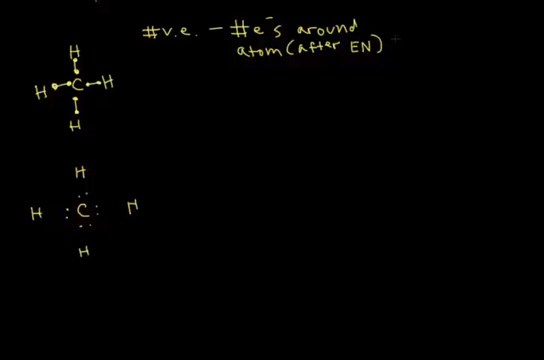 #v.e. - #e⁻'s around
atom (after EN)
H
H C H
H
H
H :C: H
H